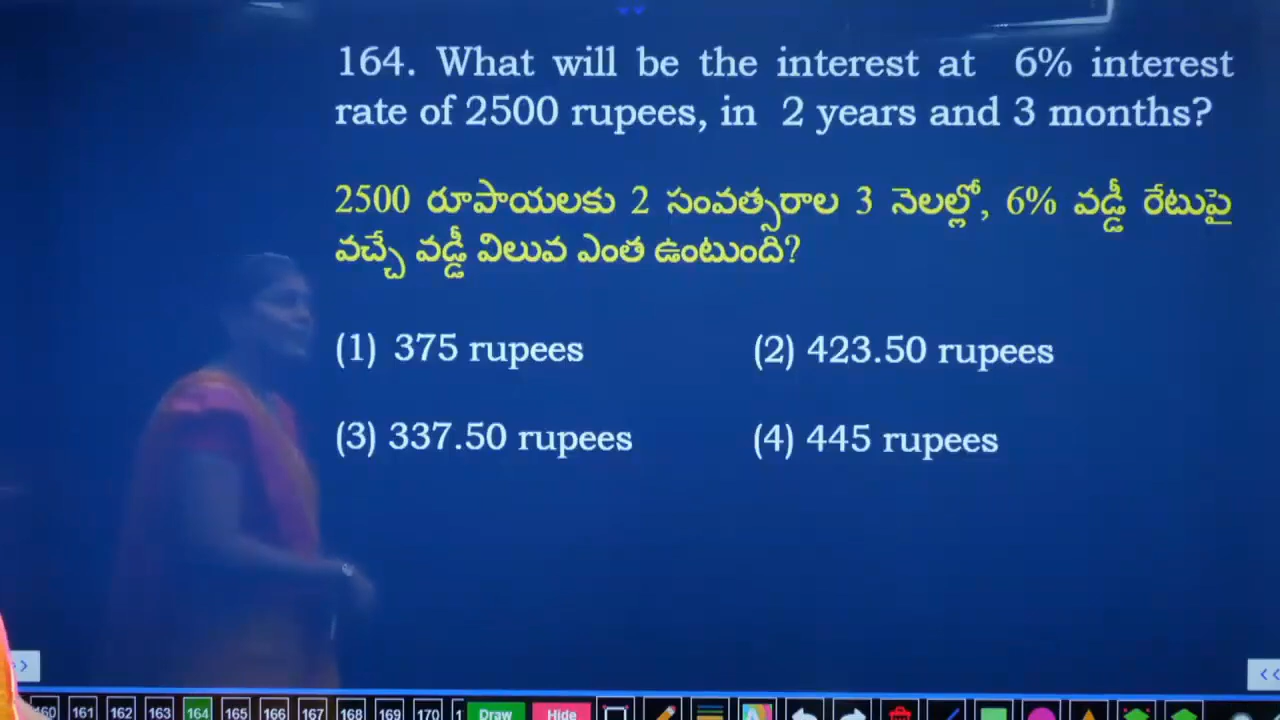 164. What will be the interest at 6% interest
rate of 2500 rupees, in 2 years and 3 months?
2500 రూపాయలకు 2 సంవత్సరాల 3 నెలల్లో, 6% వడ్డీ రేటుపై
వచ్చే వడ్డీ విలువ ఎంత ఉంటుంది?
(1) 375 rupees (2) 423.50 rupees
(3) 337.50 rupees (4) 445 rupees
161 162 163 164 165 166 167 168 169 170 Draw Hide